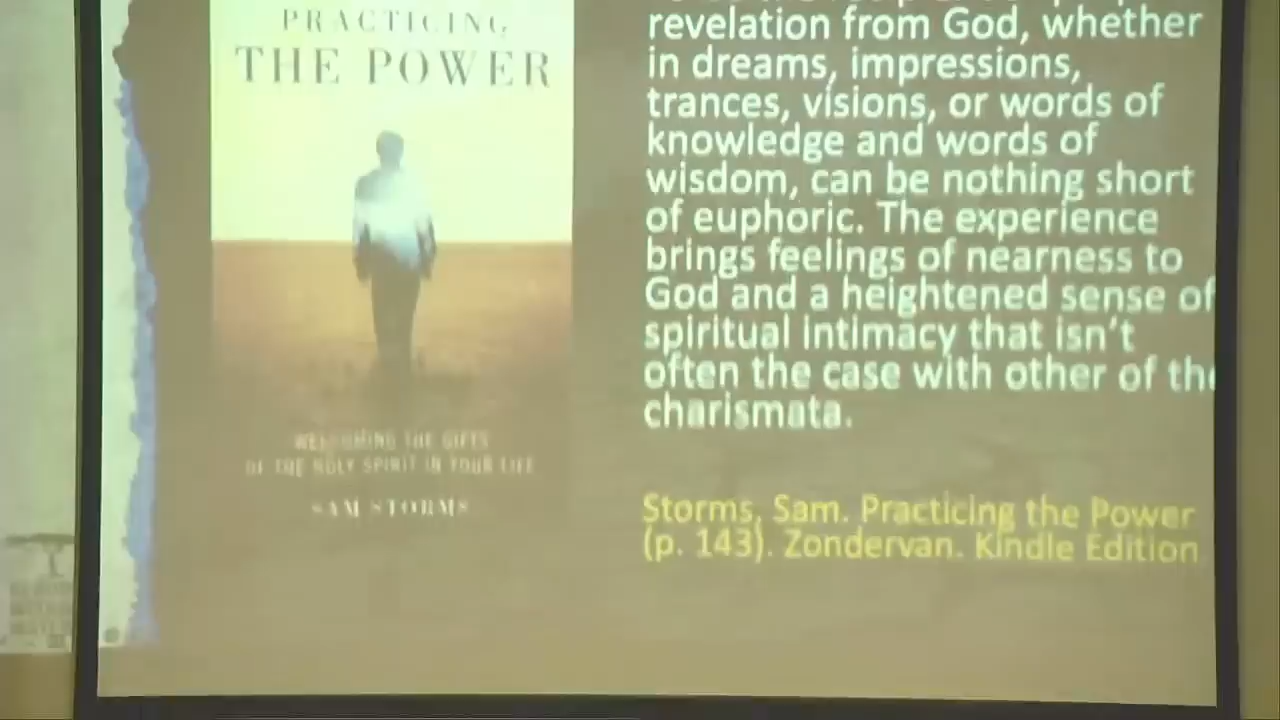 PRACTICING
THE POWER
WELCOMING THE GIFTS
OF THE HOLY SPIRIT IN YOUR LIFE
SAM STORMS
revelation from God, whether
in dreams, impressions,
trances, visions, or words of
knowledge and words of
wisdom, can be nothing short
of euphoric. The experience
brings feelings of nearness to
God and a heightened sense of
spiritual intimacy that isn't
often the case with other of the
charismata.
Storms, Sam. Practicing the Power
(p. 143). Zondervan. Kindle Edition